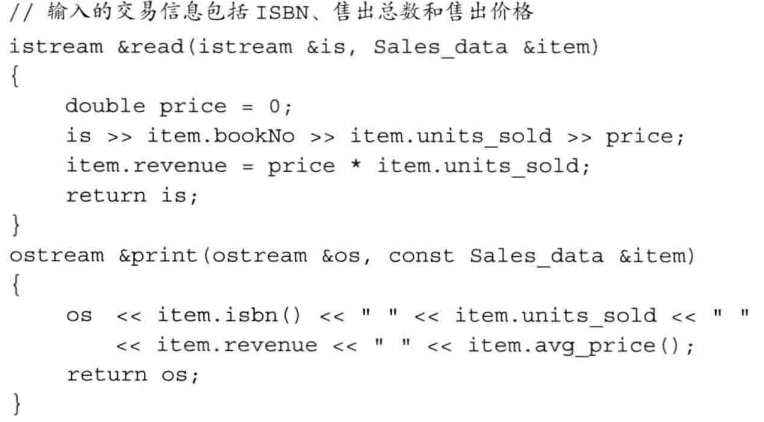 // 输入的交易信息包括 ISBN、售出总数和售出价格
istream &read(istream &is, Sales_data &item)
{
    double price = 0;
    is >> item.bookNo >> item.units_sold >> price;
    item.revenue = price * item.units_sold;
    return is;
}
ostream &print(ostream &os, const Sales_data &item)
{
    os  << item.isbn() << " " << item.units_sold << " "
        << item.revenue << " " << item.avg_price();
    return os;
}